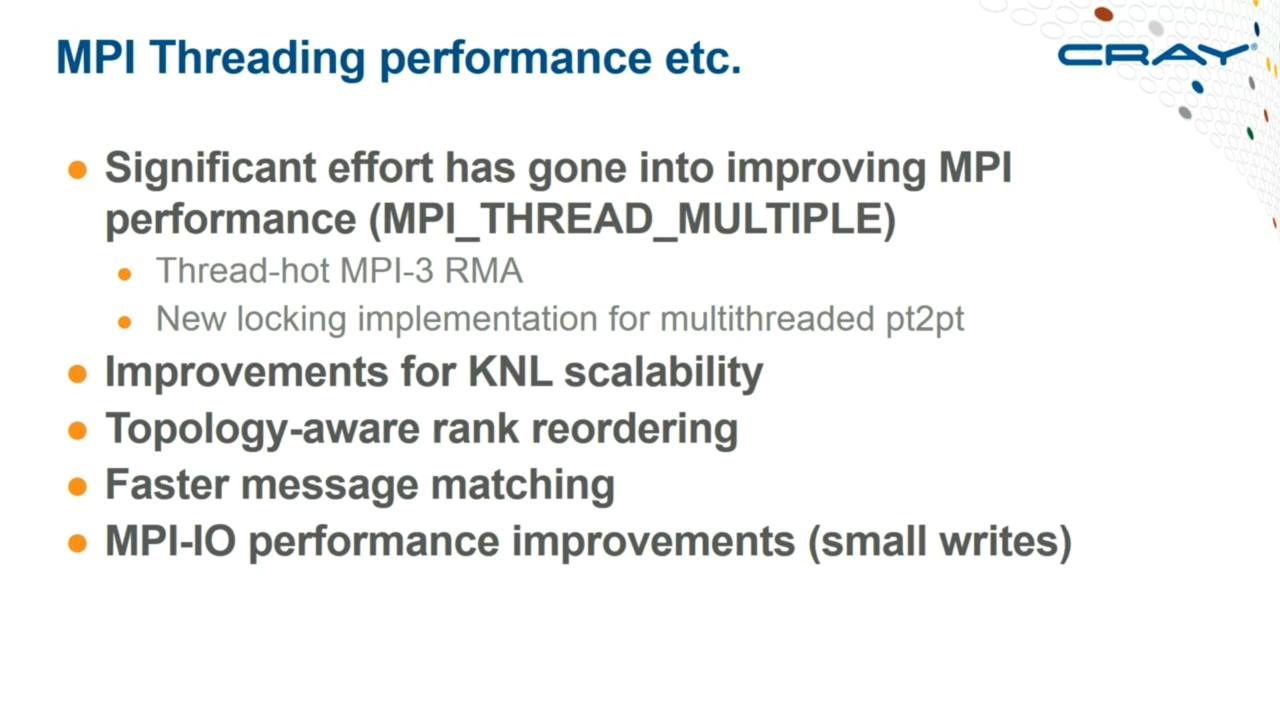 MPI Threading performance etc.
CRAY®
● Significant effort has gone into improving MPI
performance (MPI_THREAD_MULTIPLE)
● Thread-hot MPI-3 RMA
● New locking implementation for multithreaded pt2pt
● Improvements for KNL scalability
● Topology-aware rank reordering
● Faster message matching
● MPI-IO performance improvements (small writes)